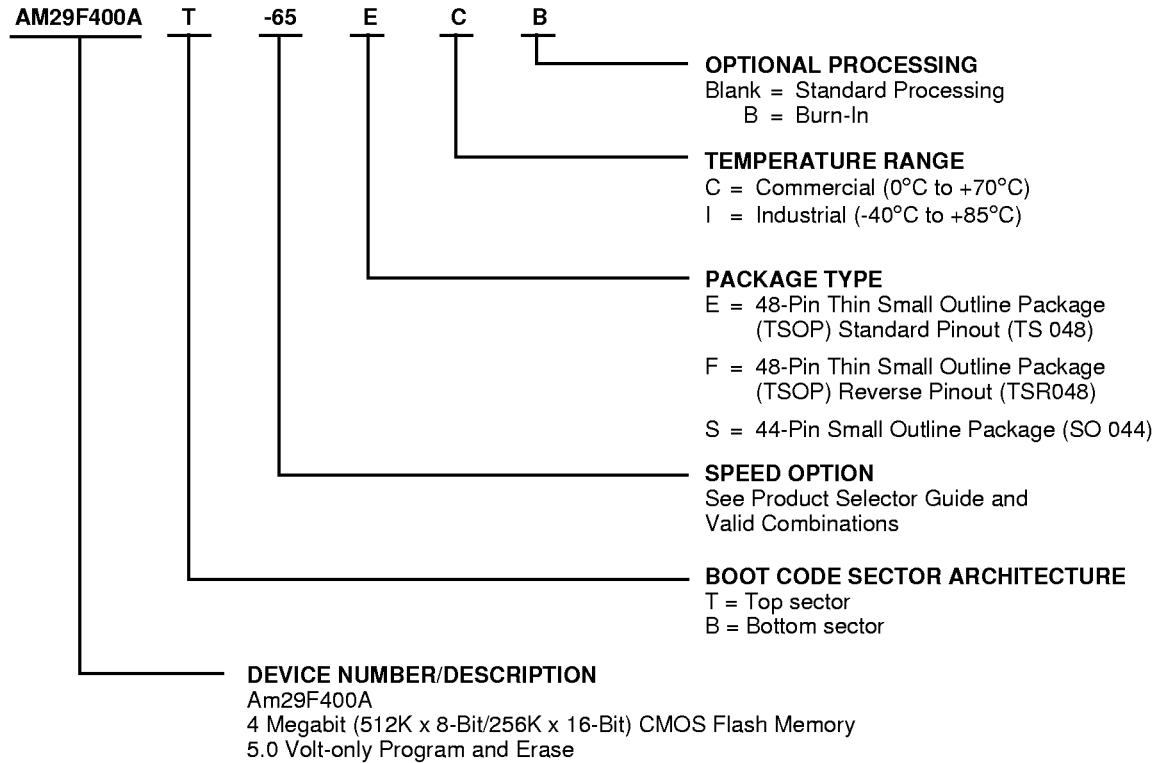 AM29F400A T -65 E C B
OPTIONAL PROCESSING
Blank = Standard Processing
B = Burn-In
TEMPERATURE RANGE
C = Commercial (0°C to +70°C)
I = Industrial (-40°C to +85°C)
PACKAGE TYPE
E = 48-Pin Thin Small Outline Package
(TSOP) Standard Pinout (TS 048)
F = 48-Pin Thin Small Outline Package
(TSOP) Reverse Pinout (TSR048)
S = 44-Pin Small Outline Package (SO 044)
SPEED OPTION
See Product Selector Guide and
Valid Combinations
BOOT CODE SECTOR ARCHITECTURE
T = Top sector
B = Bottom sector
DEVICE NUMBER/DESCRIPTION
Am29F400A
4 Megabit (512K x 8-Bit/256K x 16-Bit) CMOS Flash Memory
5.0 Volt-only Program and Erase